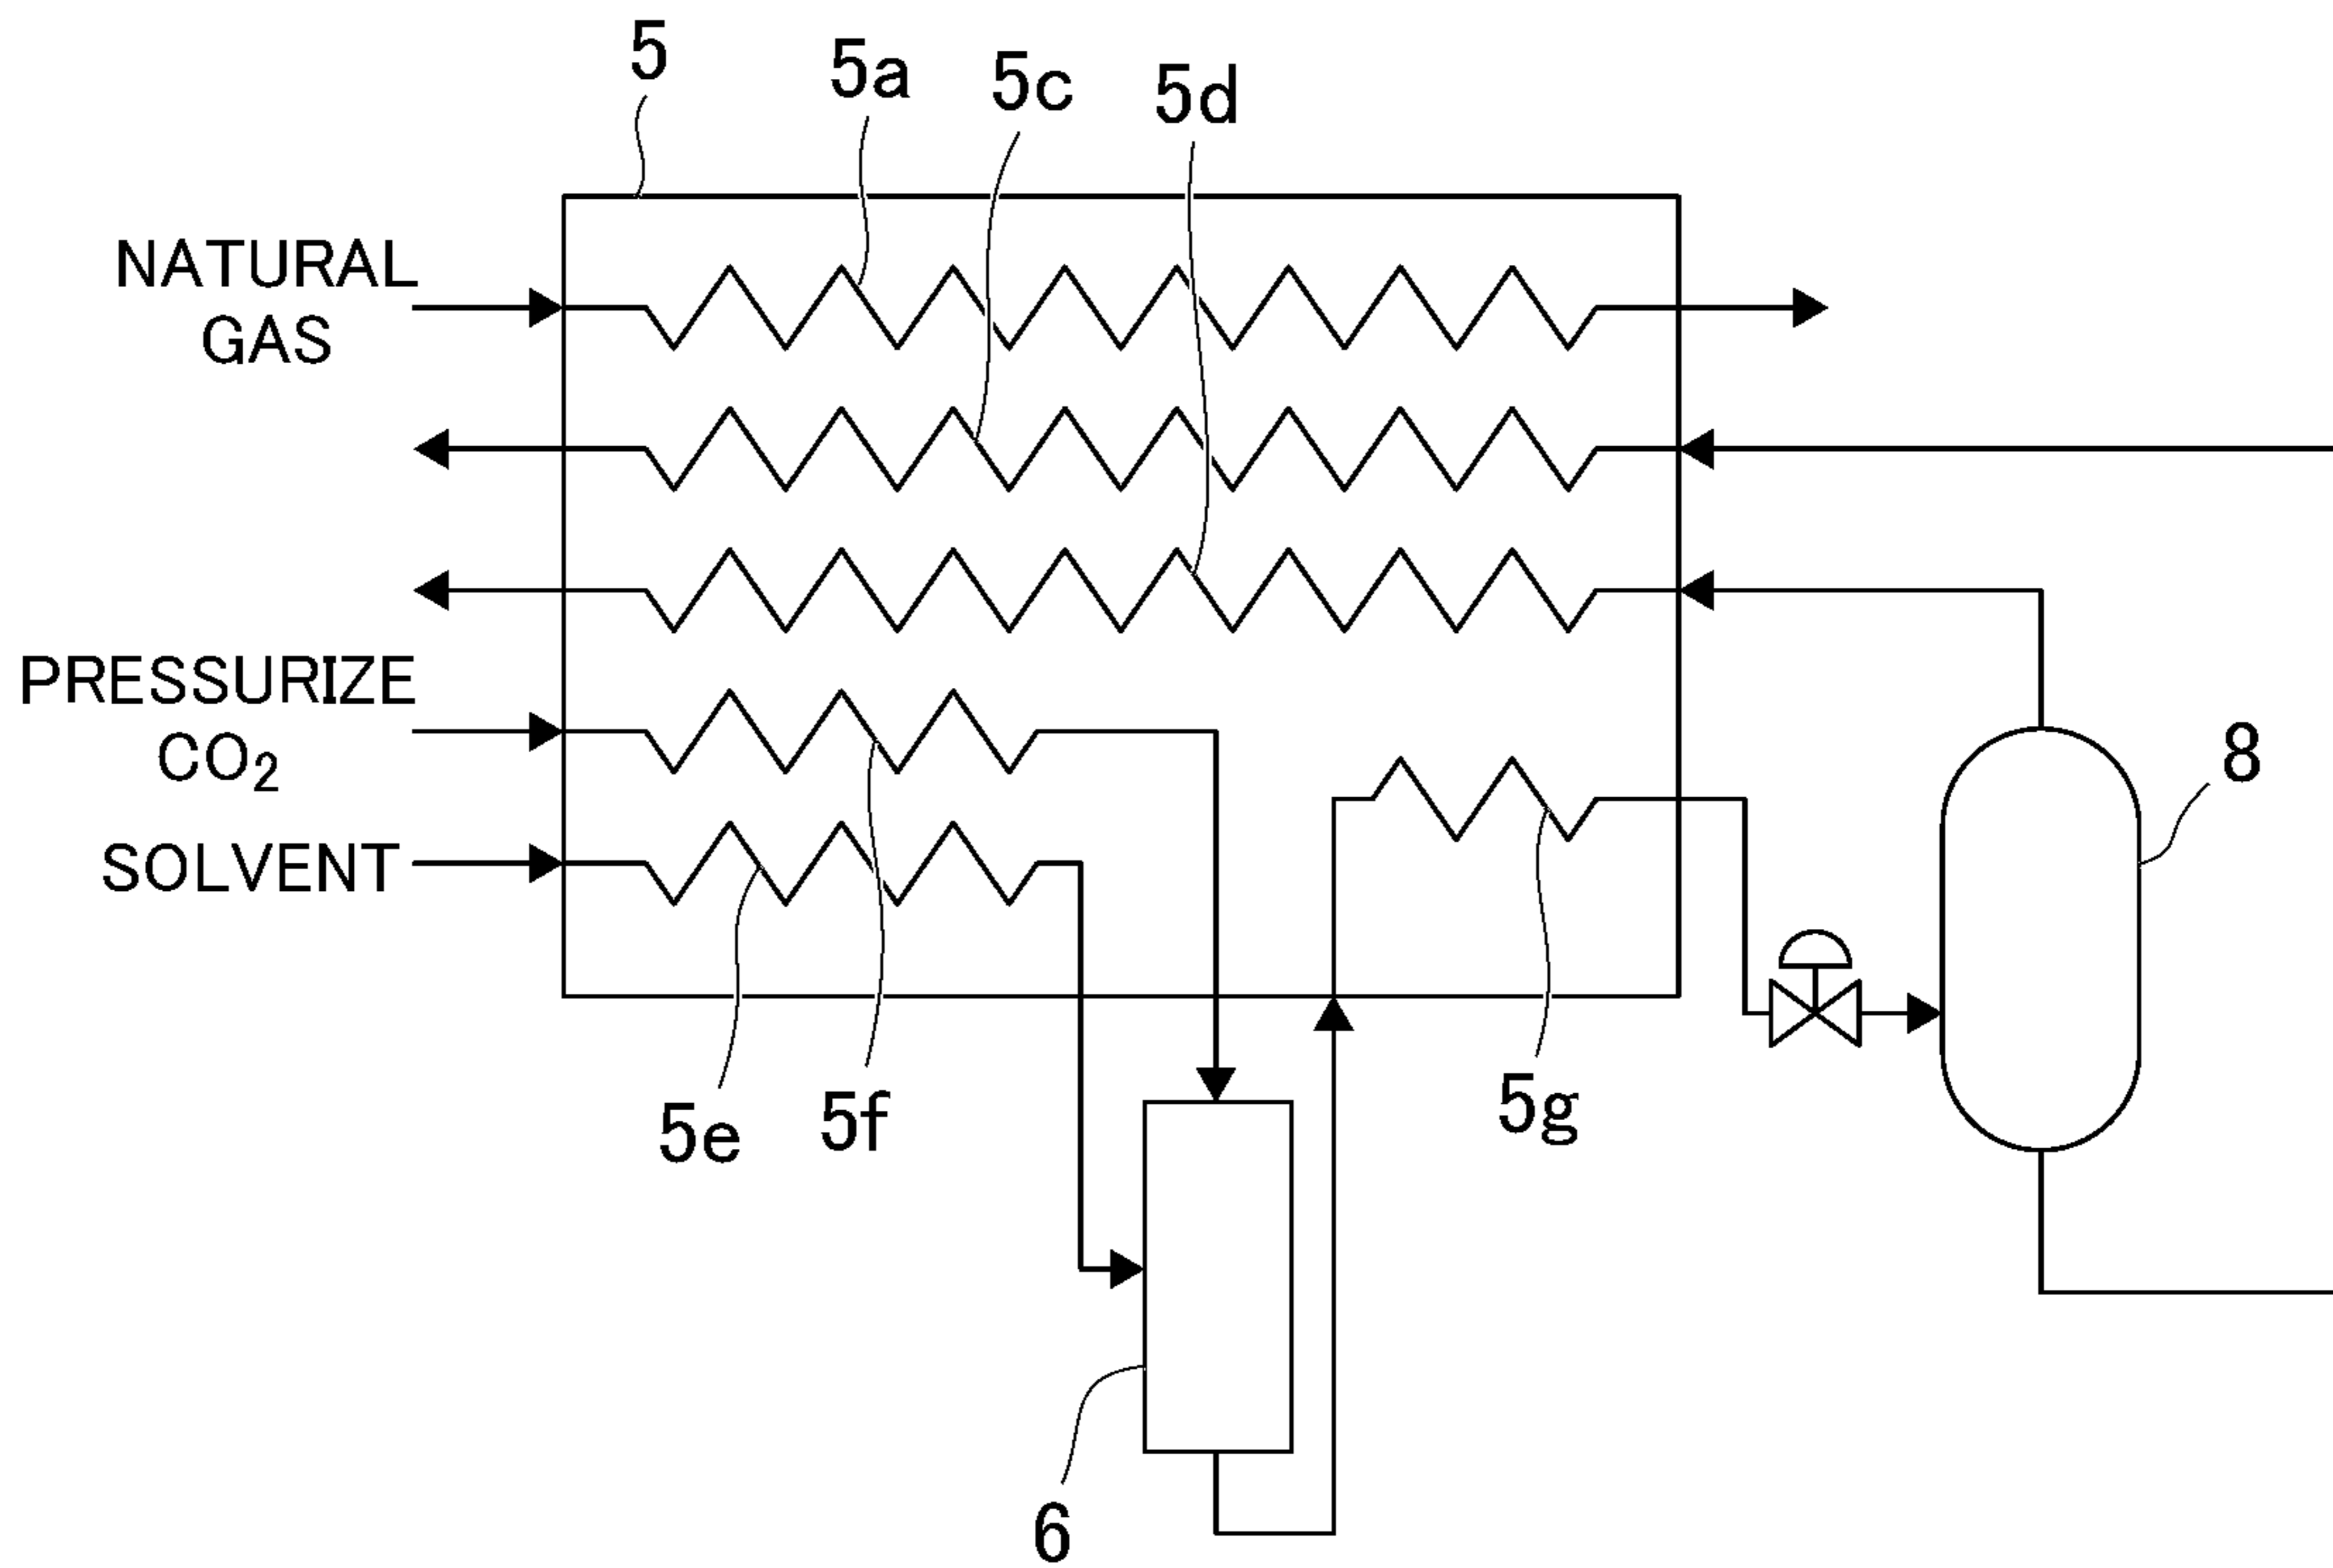 5
5a
5c
5d
NATURAL
GAS
PRESSURIZE
CO₂
8
SOLVENT
5e
5f
5g
6